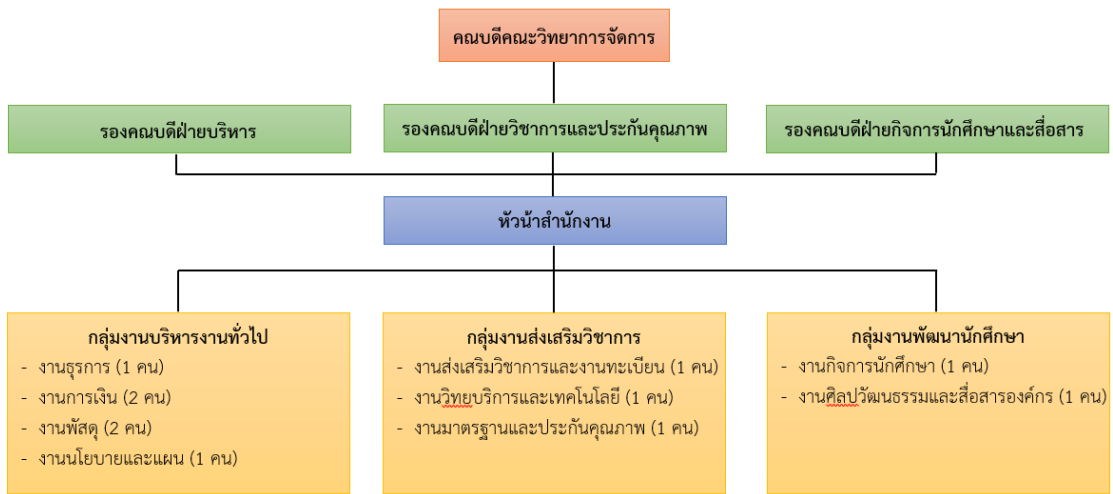 คณบดีคณะวิทยาการจัดการ
รองคณบดีฝ่ายบริหาร
รองคณบดีฝ่ายวิชาการและประกันคุณภาพ
รองคณบดีฝ่ายกิจการนักศึกษาและสื่อสาร
หัวน้าสำนักงาน
กลุ่มงานบริหารงานทั่วไป
- งานธุรการ (1 คน)
- งานการเงิน (2 คน)
- งานพัสดุ (2 คน)
- งานนโยบายและแผน (1 คน)
กลุ่มงานส่งเสริมวิชาการ
- งานส่งเสริมวิชาการและงานทะเบียน (1 คน)
- งานวิทยบริการและเทคโนโลยี (1 คน)
- งานมาตรฐานและประกันคุณภาพ (1 คน)
กลุ่มงานพัฒนานักศึกษา
- งานกิจการนักศึกษา (1 คน)
- งานศิลปวัฒนธรรมและสื่อสารองค์กร (1 คน)